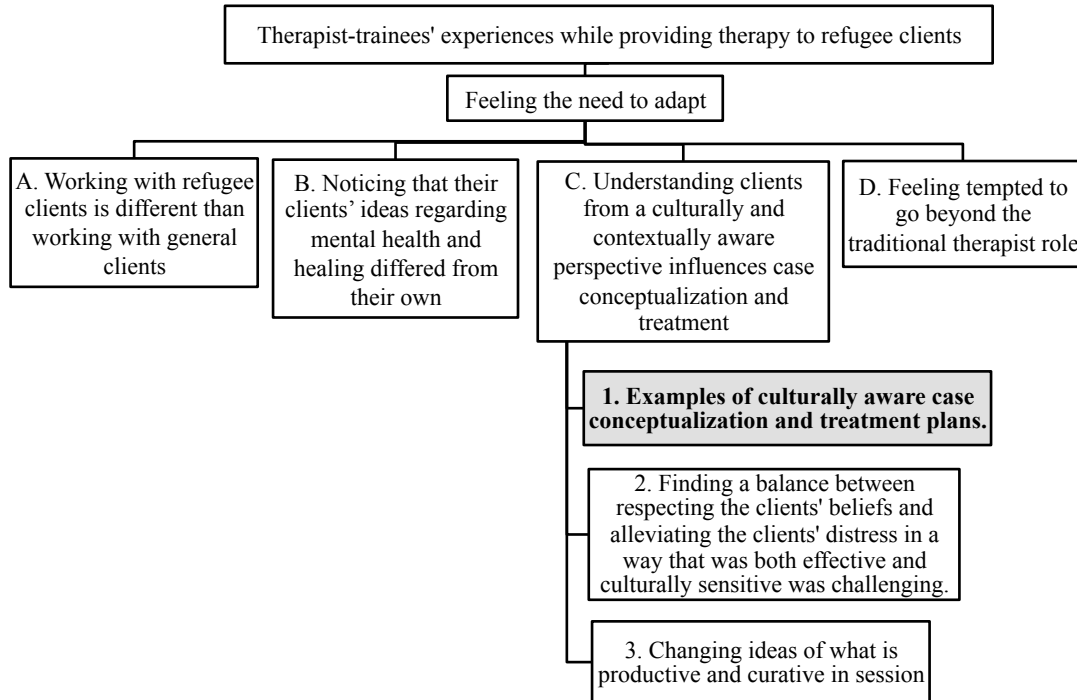 Therapist-trainees' experiences while providing therapy to refugee clients
Feeling the need to adapt
A. Working with refugee
clients is different than
working with general
clients
B. Noticing that their
clients’ ideas regarding
mental health and
healing differed from
their own
C. Understanding clients
from a culturally and
contextually aware
perspective influences case
conceptualization and
treatment
D. Feeling tempted to
go beyond the
traditional therapist role
1. Examples of culturally aware case
conceptualization and treatment plans.
2. Finding a balance between
respecting the clients' beliefs and
alleviating the clients' distress in a
way that was both effective and
culturally sensitive was challenging.
3. Changing ideas of what is
productive and curative in session